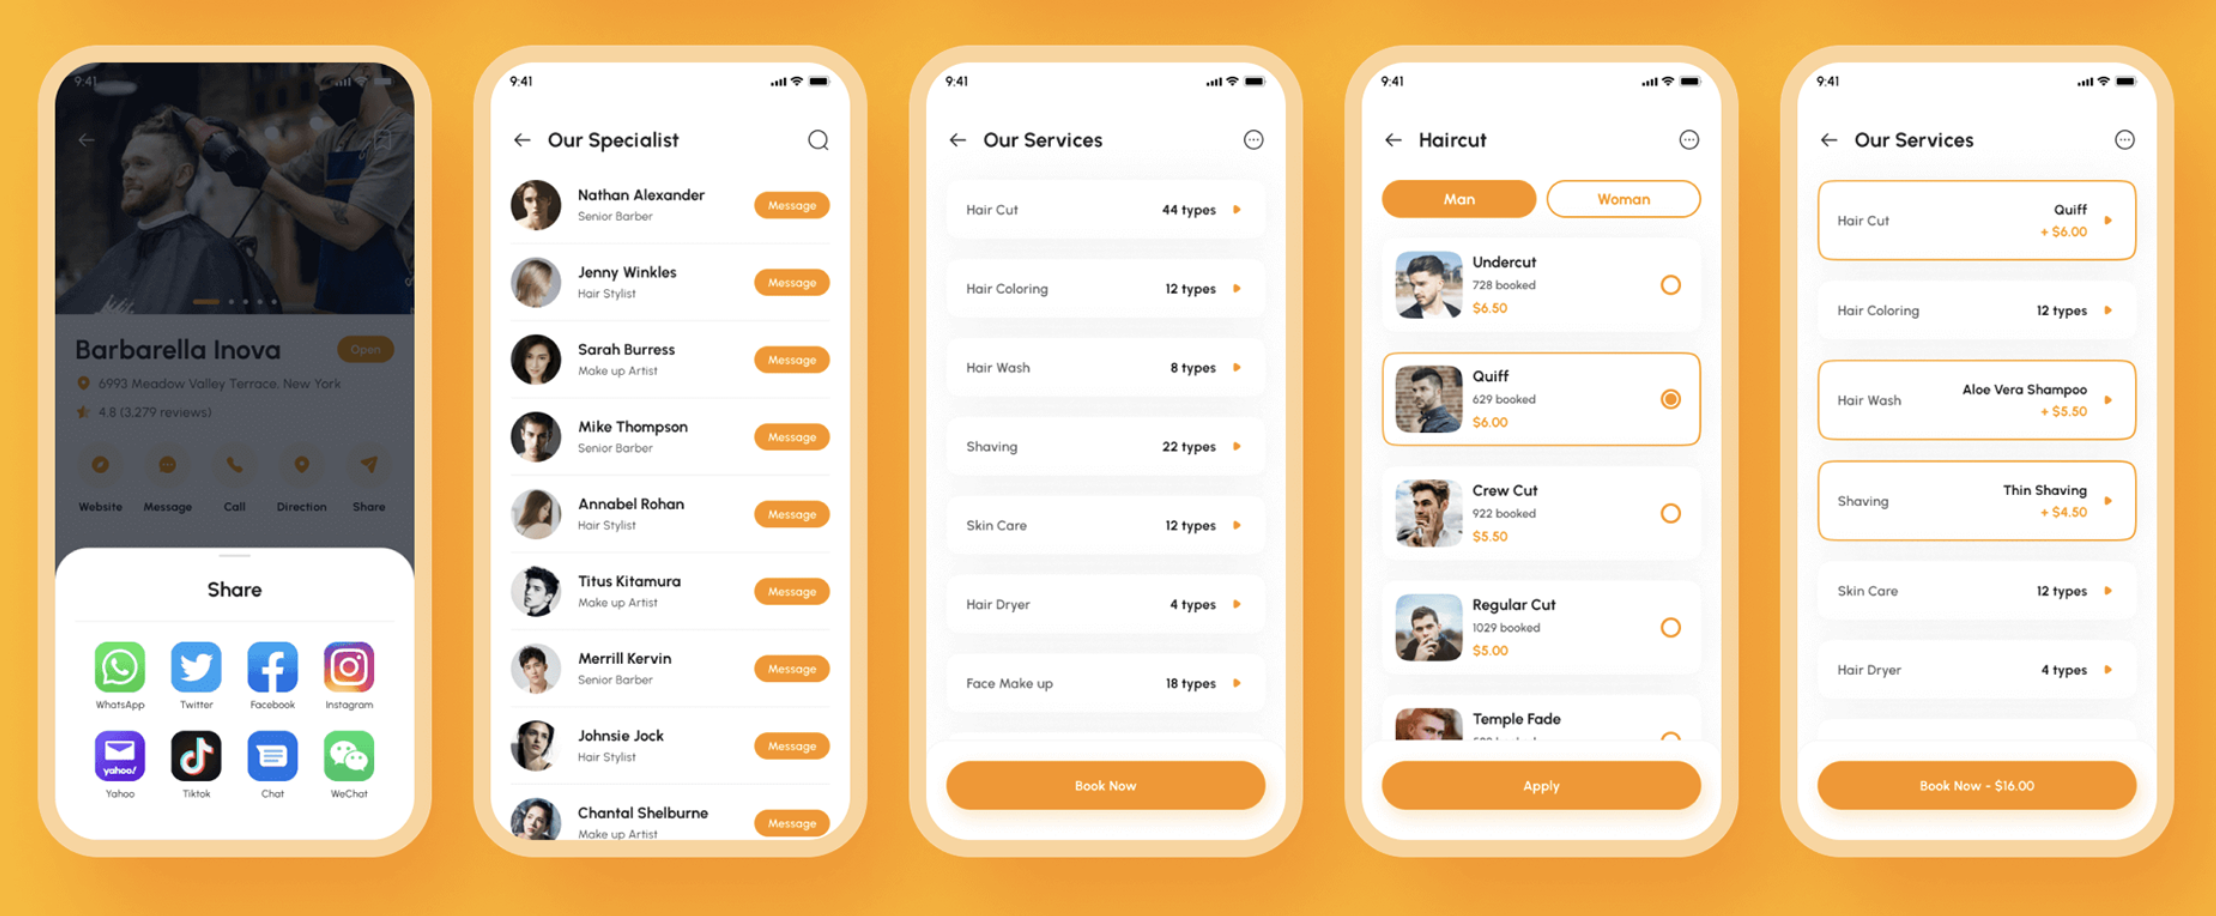 9:41
Barbarella Inova
Open
6993 Meadow Valley Terrace, New York
4.8 (3,279 reviews)
Website
Message
Call
Direction
Share
Share
WhatsApp
Twitter
Facebook
Instagram
yahoo!
Yahoo
Tiktok
Chat
WeChat
9:41
Our Specialist
Nathan Alexander
Senior Barber
Message
Jenny Winkles
Hair Stylist
Message
Sarah Burress
Make up Artist
Message
Mike Thompson
Senior Barber
Message
Annabel Rohan
Hair Stylist
Message
Titus Kitamura
Make up Artist
Message
Merrill Kervin
Senior Barber
Message
Johnsie Jock
Hair Stylist
Message
Chantal Shelburne
Make up Artist
Message
9:41
Our Services
Hair Cut 44 types
Hair Coloring 12 types
Hair Wash 8 types
Shaving 22 types
Skin Care 12 types
Hair Dryer 4 types
Face Make up 18 types
Book Now
9:41
Haircut
Man Woman
Undercut
728 booked
$6.50
Quiff
629 booked
$6.00
Crew Cut
922 booked
$5.50
Regular Cut
1029 booked
$5.00
Temple Fade
Apply
9:41
Our Services
Hair Cut
Quiff
+ $6.00
Hair Coloring 12 types
Hair Wash
Aloe Vera Shampoo
+ $5.50
Shaving
Thin Shaving
+ $4.50
Skin Care 12 types
Hair Dryer 4 types
Book Now - $16.00